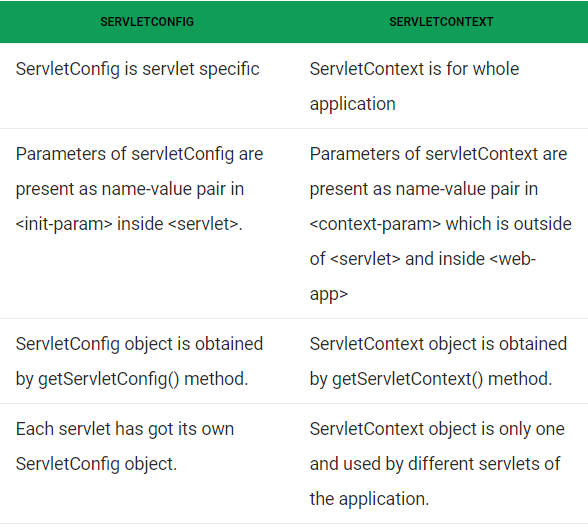 SERVLETCONFIG SERVLETCONTEXT
ServletConfig is servlet specific
ServletContext is for whole
application
Parameters of servletConfig are
present as name-value pair in
<init-param> inside <servlet>.
Parameters of servletContext are
present as name-value pair in
<context-param> which is outside
of <servlet> and inside <web-
app>
ServletConfig object is obtained
by getServletConfig() method.
ServletContext object is obtained
by getServletContext() method.
Each servlet has got its own
ServletConfig object.
ServletContext object is only one
and used by different servlets of
the application.